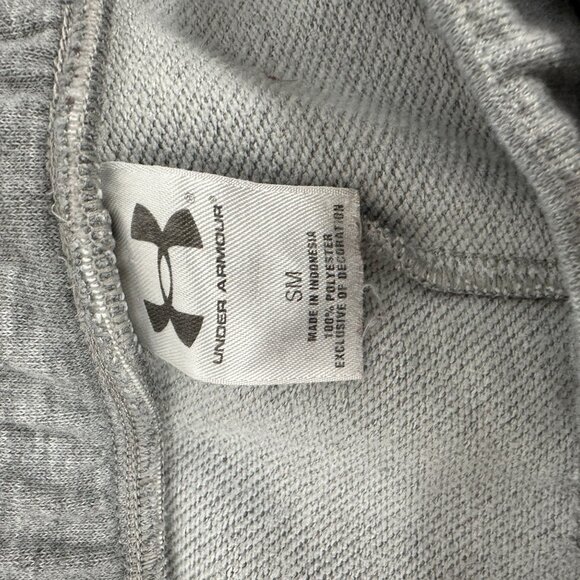 ®
UNDER ARMOUR®
SM
MADE IN INDONESIA
100% POLYESTER
EXCLUSIVE OF DECORATION